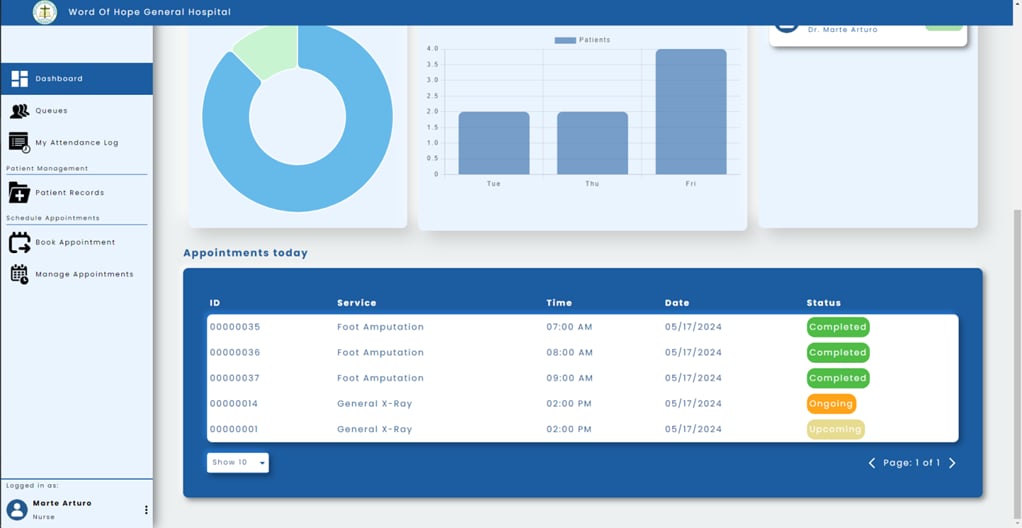 Word Of Hope General Hospital
Dashboard
Queues
My Attendance Log
Patient Management
Patient Records
Schedule Appointments
Book Appointment
Manage Appointments
Logged in as:
Marte Arturo
Nurse
Patients
4.0
3.5
3.0
2.5
2.0
1.5
1.0
0.5
0
Tue Thu Fri
Dr. Marte Arturo
Appointments today
ID Service Time Date Status
00000035 Foot Amputation 07:00 AM 05/17/2024 Completed
00000036 Foot Amputation 08:00 AM 05/17/2024 Completed
00000037 Foot Amputation 09:00 AM 05/17/2024 Completed
00000014 General X-Ray 02:00 PM 05/17/2024 Ongoing
00000001 General X-Ray 02:00 PM 05/17/2024 Upcoming
Show 10
Page: 1 of 1